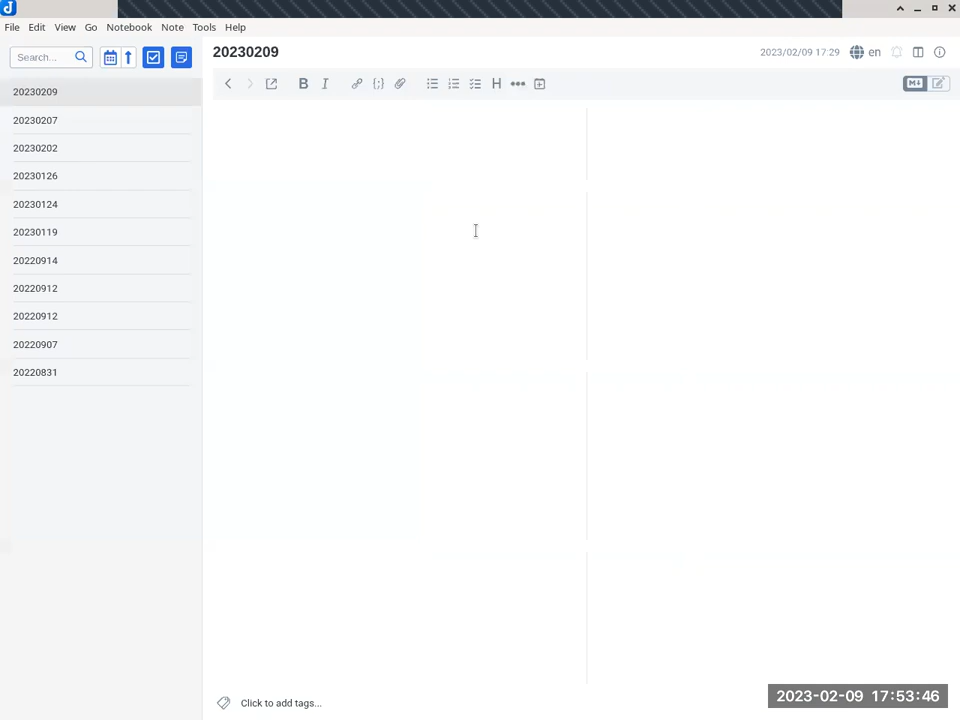 File Edit View Go Notebook Note Tools Help
Search...
20230209
2023/02/09 17:29
en
20230209
20230207
20230202
20230126
20230124
20230119
20220914
20220912
20220912
20220907
20220831
B I {;} H
M↓
Click to add tags...
2023-02-09 17:53:46